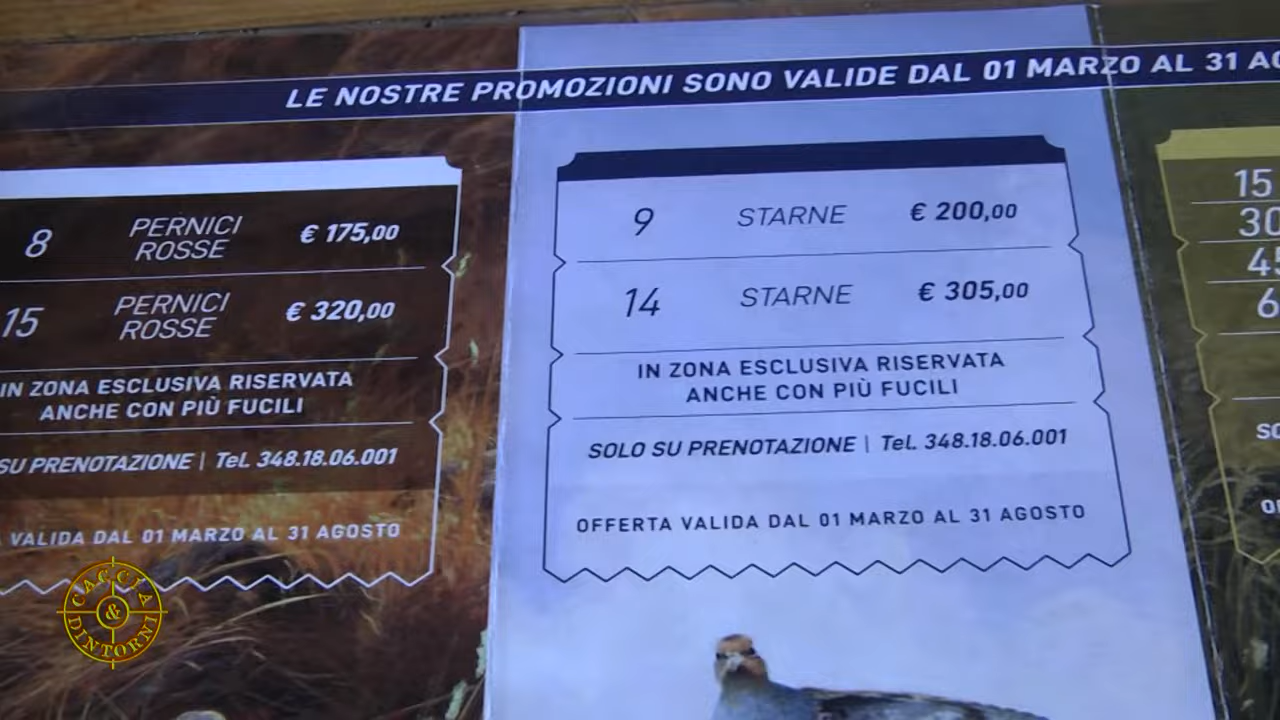 LE NOSTRE PROMOZIONI SONO VALIDE DAL 01 MARZO AL 31
8 PERNICI ROSSE € 175,00
15 PERNICI ROSSE € 320,00
IN ZONA ESCLUSIVA RISERVATA
ANCHE CON PIÙ FUCILI
SU PRENOTAZIONE | Tel. 348.18.06.001
VALIDA DAL 01 MARZO AL 31 AGOSTO
9 STARNE € 200,00
14 STARNE € 305,00
IN ZONA ESCLUSIVA RISERVATA
ANCHE CON PIÙ FUCILI
SOLO SU PRENOTAZIONE | Tel. 348.18.06.001
OFFERTA VALIDA DAL 01 MARZO AL 31 AGOSTO
15
30
CACCIA & DINTORNI